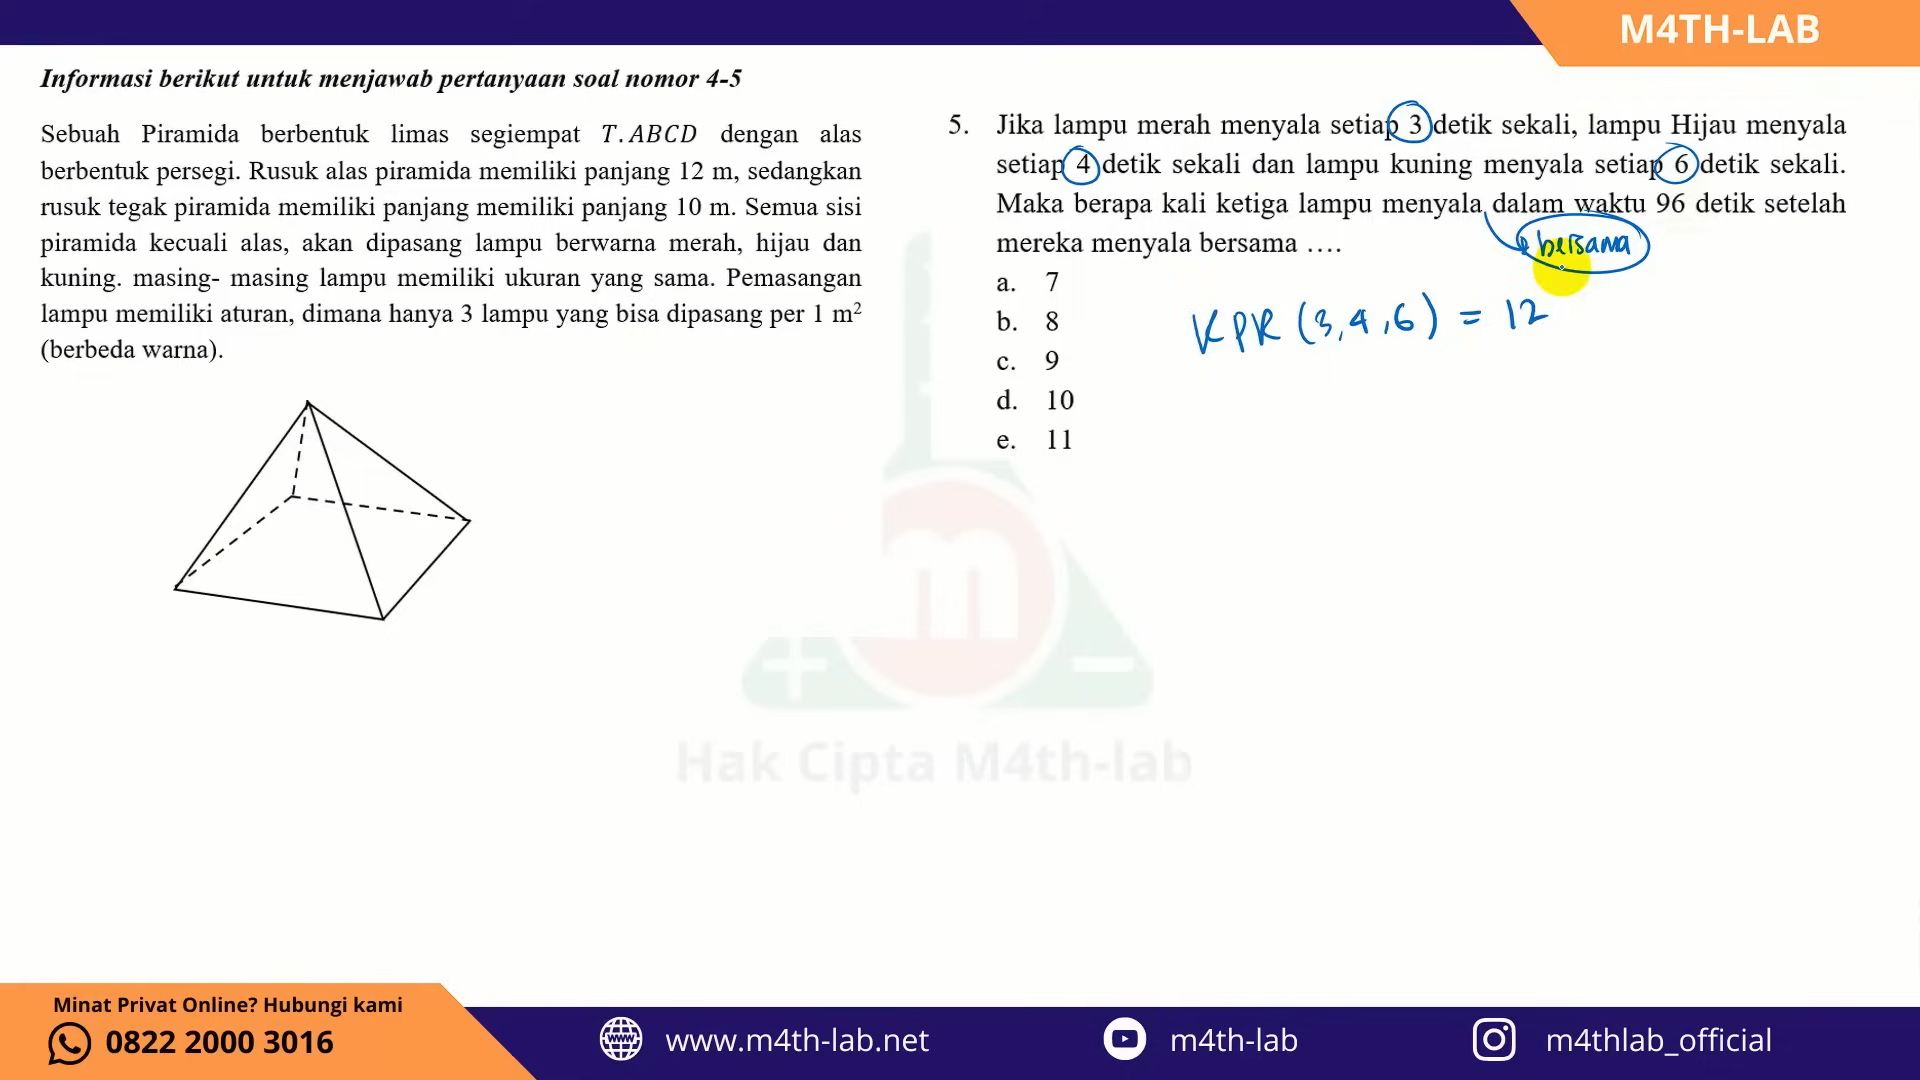 M4TH-LAB
Informasi berikut untuk menjawab pertanyaan soal nomor 4-5
Sebuah Piramida berbentuk limas segiempat T.ABCD dengan alas
berbentuk persegi. Rusuk alas piramida memiliki panjang 12 m, sedangkan
rusuk tegak piramida memiliki panjang memiliki panjang 10 m. Semua sisi
piramida kecuali alas, akan dipasang lampu berwarna merah, hijau dan
kuning. masing- masing lampu memiliki ukuran yang sama. Pemasangan
lampu memiliki aturan, dimana hanya 3 lampu yang bisa dipasang per 1 m²
(berbeda warna).
5. Jika lampu merah menyala setiap 3 detik sekali, lampu Hijau menyala
setiap 4 detik sekali dan lampu kuning menyala setiap 6 detik sekali.
Maka berapa kali ketiga lampu menyala dalam waktu 96 detik setelah
mereka menyala bersama ….
bersama
a. 7
b. 8
c. 9
d. 10
e. 11
KPK (3,4,6) = 12
m
Hak Cipta M4th-lab
Minat Privat Online? Hubungi kami
0822 2000 3016
www
www.m4th-lab.net
m4th-lab
m4thlab_official